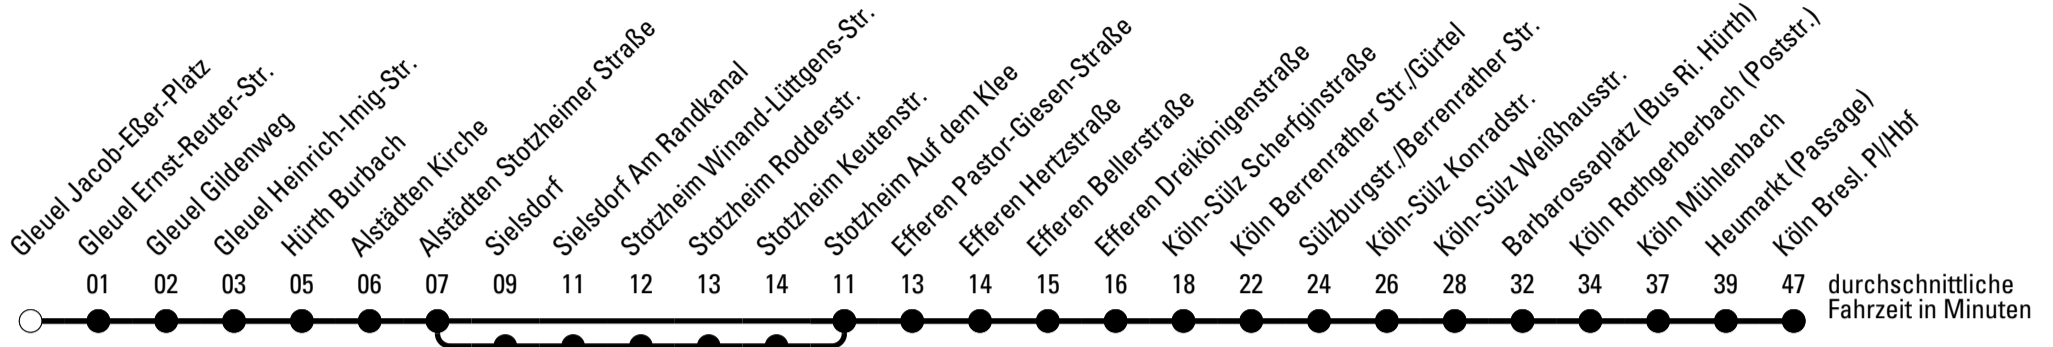 Gleuel Jacob-Eßer-Platz
Gleuel Ernst-Reuter-Str.
Gleuel Gildenweg
Gleuel Heinrich-Imig-Str.
Hürth Burbach
Alstädten Kirche
Alstädten Stotzheimer Straße
Sielsdorf
Sielsdorf Am Randkanal
Stotzheim Winand-Lüttgens-Str.
Stotzheim Rodderstr.
Stotzheim Keutenstr.
Stotzheim Auf dem Klee
Efferen Pastor-Giesen-Straße
Efferen Hertzstraße
Efferen Bellerstraße
Efferen Dreikönigenstraße
Köln-Sülz Scherfginstraße
Köln Berrenrather Str./Gürtel
Sülzburgstr./Berrenrather Str.
Köln-Sülz Konradstr.
Köln-Sülz Weißhausstr.
Barbarossaplatz (Bus Ri. Hürth)
Köln Rothgerberbach (Poststr.)
Köln Mühlenbach
Heumarkt (Passage)
Köln Bresl. Pl/Hbf
01 02 03 05 06 07 09 11 12 13 14 11 13 14 15 16 18 22 24 26 28 32 34 37 39 47 durchschnittliche
Fahrzeit in Minuten